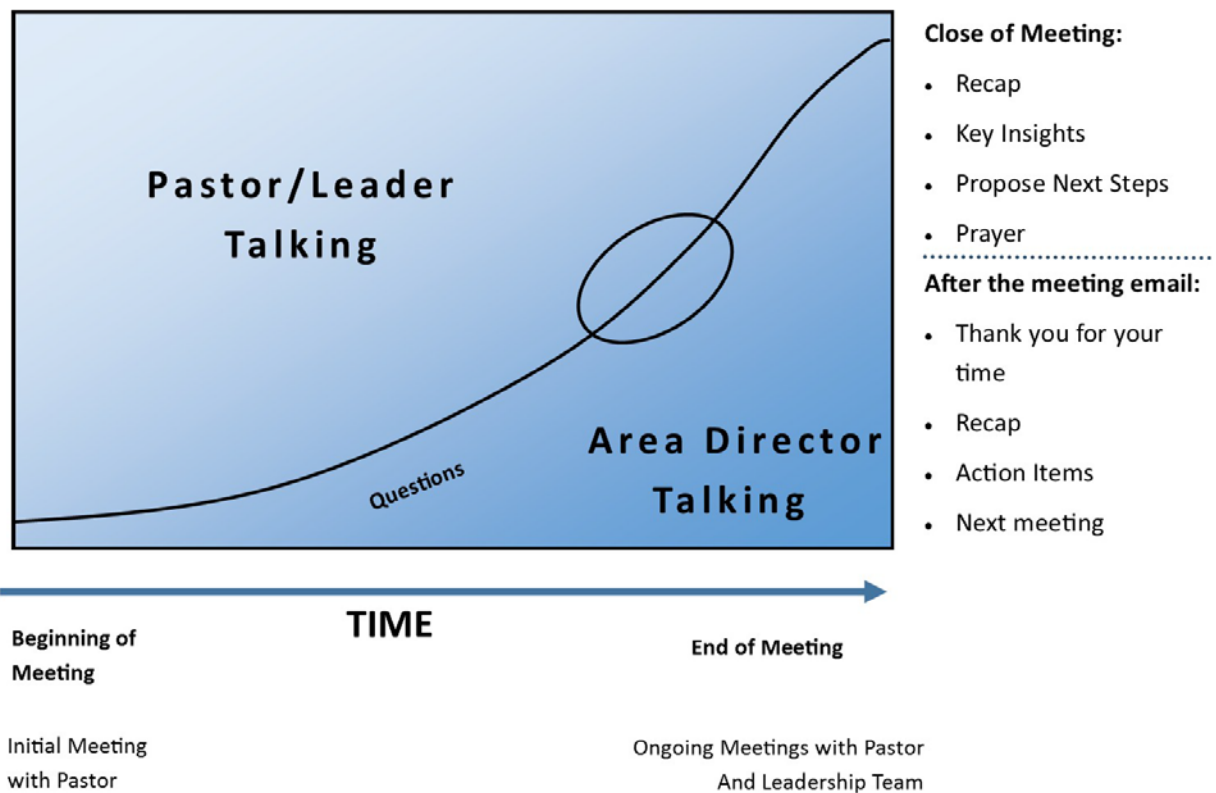 Pastor/Leader
Talking
Questions
Area Director
Talking
Close of Meeting:
• Recap
• Key Insights
• Propose Next Steps
• Prayer
After the meeting email:
• Thank you for your
time
• Recap
• Action Items
• Next meeting
TIME
Beginning of
Meeting
End of Meeting
Initial Meeting
with Pastor
Ongoing Meetings with Pastor
And Leadership Team